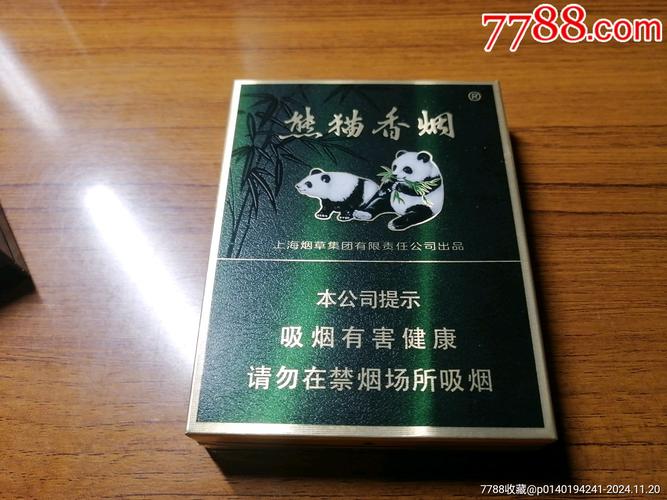 7788.com
熊猫香烟®
上海烟草集团有限责任公司出品
本公司提示
吸烟有害健康
请勿在禁烟场所吸烟
7788收藏@p0140194241-2024.11.20